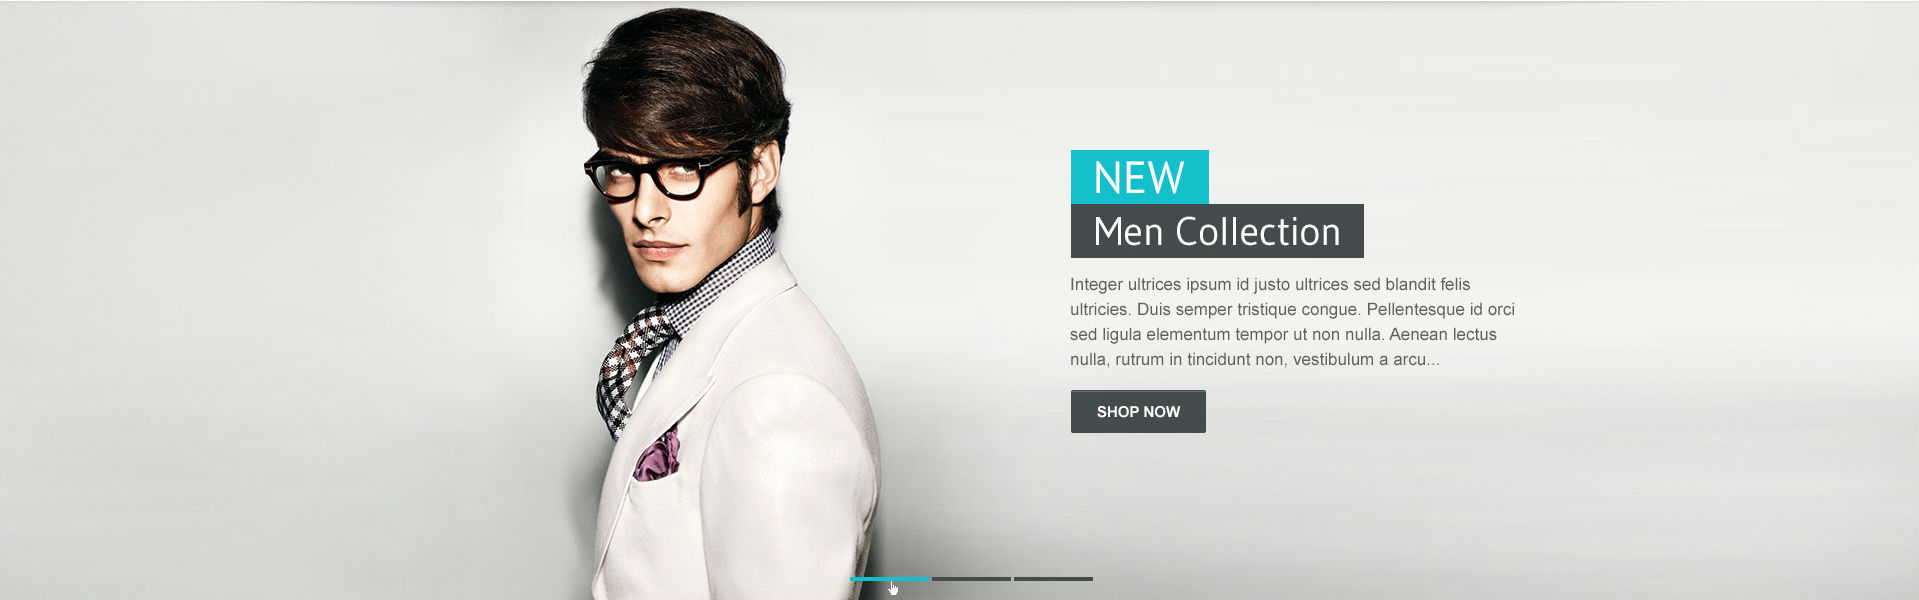 NEW
Men Collection
Integer ultrices ipsum id justo ultrices sed blandit felis
ultricies. Duis semper tristique congue. Pellentesque id orci
sed ligula elementum tempor ut non nulla. Aenean lectus
nulla, rutrum in tincidunt non, vestibulum a arcu...
SHOP NOW